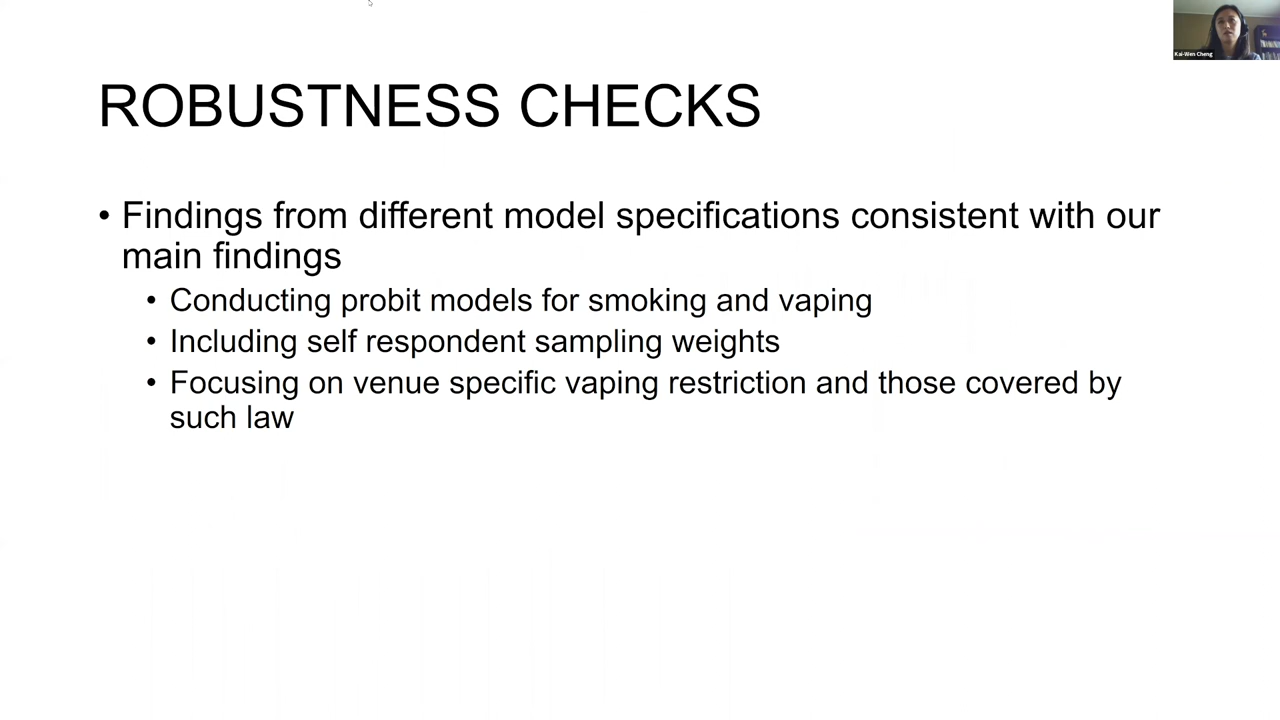 Kai-Wen Cheng
ROBUSTNESS CHECKS
• Findings from different model specifications consistent with our
main findings
• Conducting probit models for smoking and vaping
• Including self respondent sampling weights
• Focusing on venue specific vaping restriction and those covered by
such law